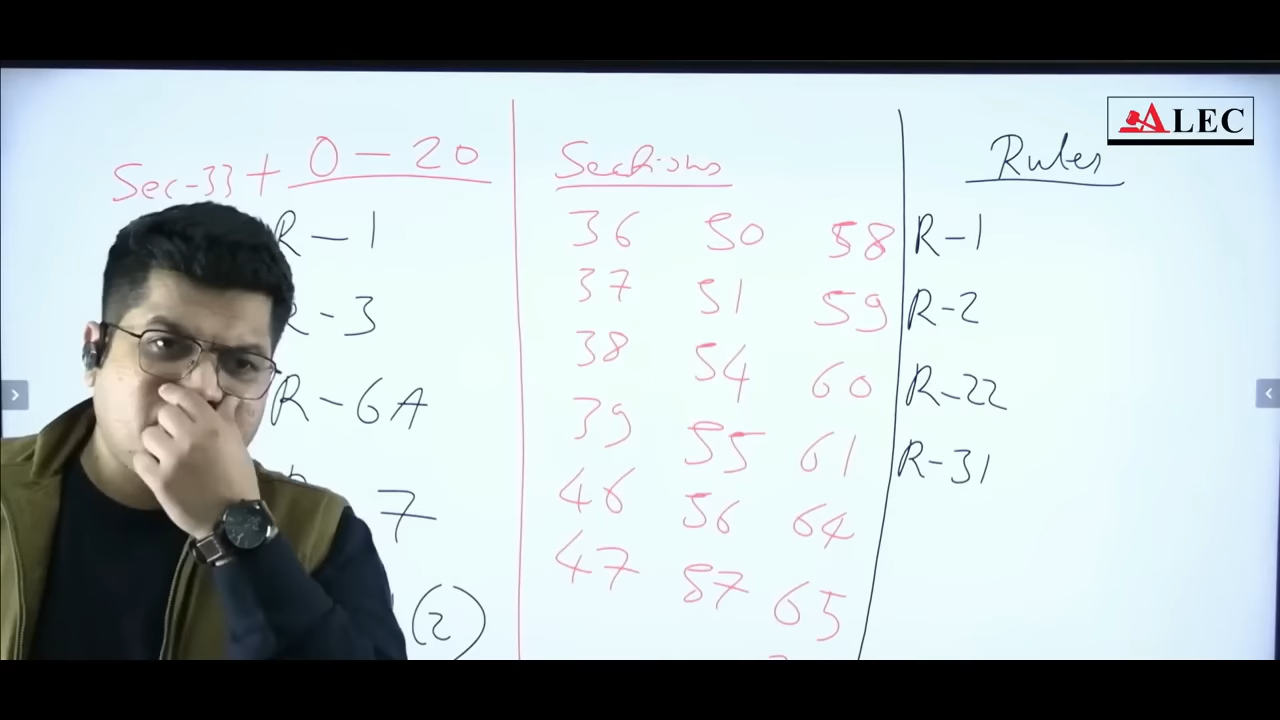 ALEC
Sec-33 + O-20
R-1
R-3
R-6A
7
(2)
Sections
36 50 58
37 51 59
38 54 60
39 55 61
46 56 64
47 57 65
Rules
R-1
R-2
R-22
R-31